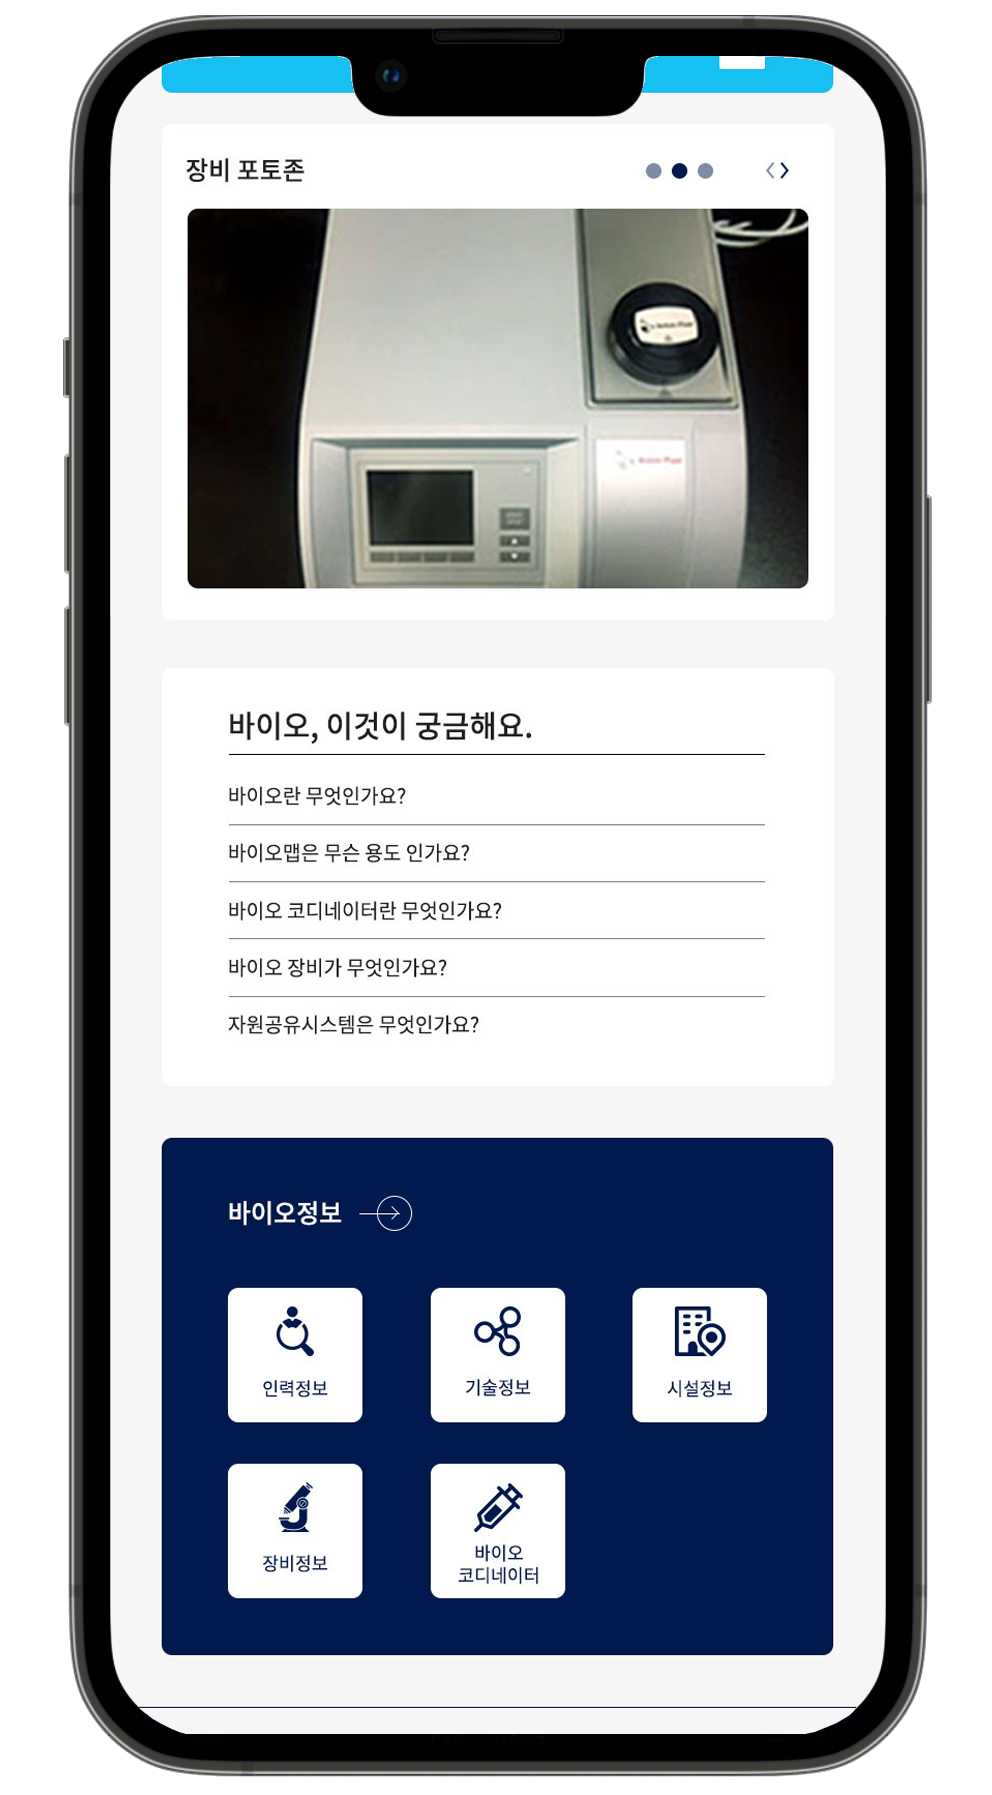 장비 포토존
바이오, 이것이 궁금해요.
바이오란 무엇인가요?
바이오맵은 무슨 용도 인가요?
바이오 코디네이터란 무엇인가요?
바이오 장비가 무엇인가요?
자원공유시스템은 무엇인가요?
바이오정보
인력정보
기술정보
시설정보
장비정보
바이오
코디네이터